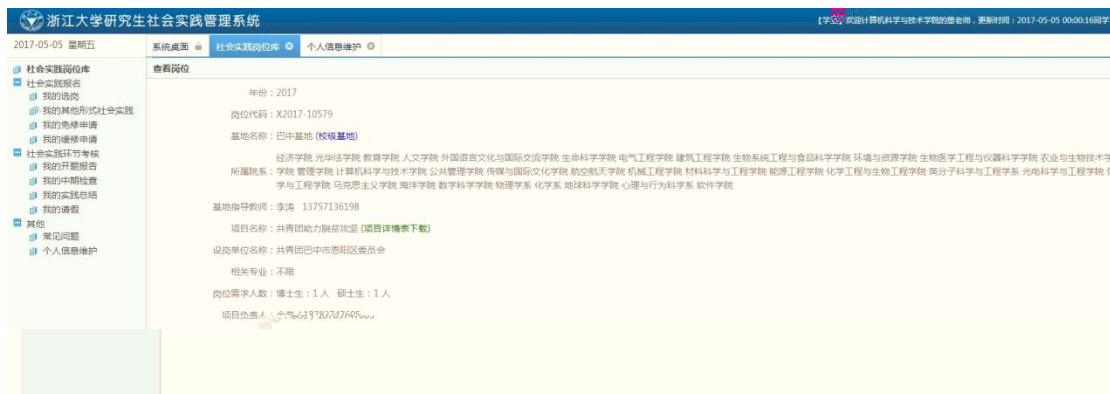 浙江大学研究生社会实践管理系统
欢迎计算机科学与技术学院的曾老师，更新时间：2017-05-05 00:00:16同学
2017-05-05 星期五
系统桌面 社会实践岗位库 个人信息维护
社会实践岗位库
社会实践报名
我的选岗
我的其他形式社会实践
我的免修申请
我的缓修申请
社会实践环节考核
我的开题报告
我的中期检查
我的实践总结
我的请假
其他
常见问题
个人信息维护
查看岗位
年份：2017
岗位代码：X2017-10579
基地名称：巴中基地 (校级基地)
经济学院 光华法学院 教育学院 人文学院 外国语言文化与国际交流学院 生命科学学院 电气工程学院 建筑工程学院 生物系统工程与食品科学学院 环境与资源学院 生物医学工程与仪器科学学院 农业与生物技术学
所属院系：学院 管理学院 计算机科学与技术学院 公共管理学院 传媒与国际文化学院 航空航天学院 机械工程学院 材料科学与工程学院 能源工程学院 化学工程与生物工程学院 高分子科学与工程学系 光电科学与工程学院
学与工程学院 马克思主义学院 海洋学院 数学科学学院 物理学系 化学系 地球科学学院 心理与行为科学系 软件学院
基地指导教师：李涛 13757136198
项目名称：共青团助力脱贫攻坚 (项目详情表下载)
设岗单位名称：共青团巴中市恩阳区委员会
相关专业：不限
岗位需求人数：博士生：1人 硕士生：1人
项目负责人：